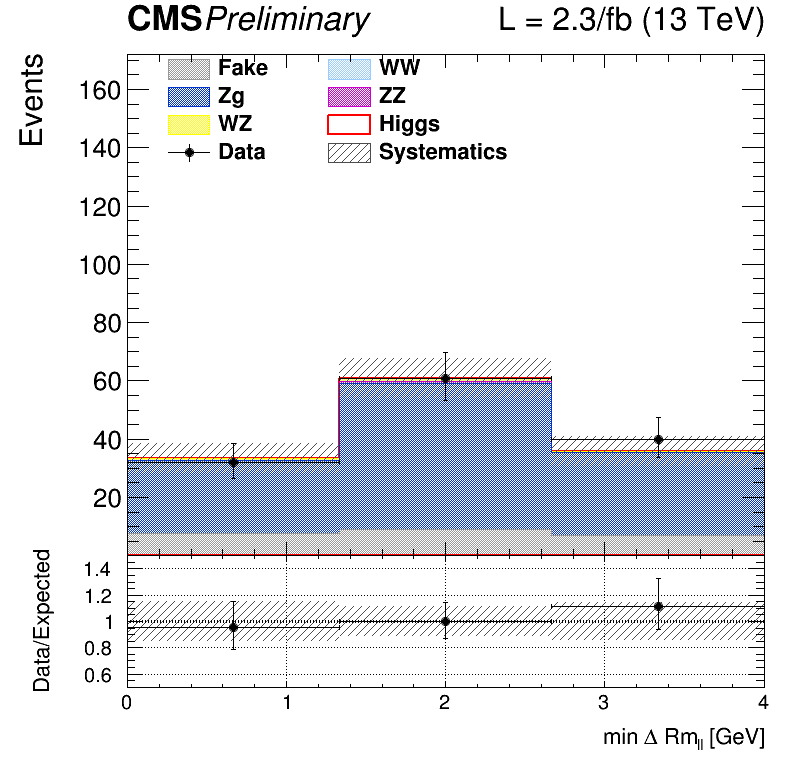 CMS Preliminary L = 2.3/fb (13 TeV)
Events
160
140
120
100
80
60
40
20
Fake WW
Zg ZZ
WZ Higgs
Data Systematics
Data/Expected
1.4
1.2
1
0.8
0.6
0 1 2 3 4
min Δ Rm_ll [GeV]